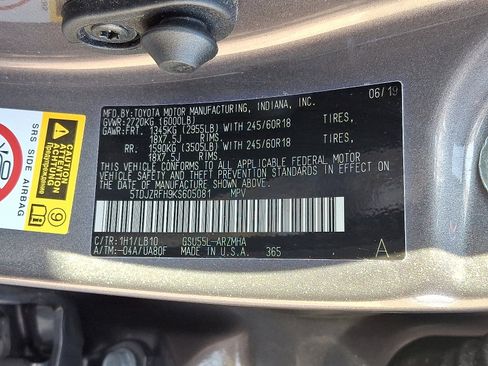 06/19
MFD.BY:TOYOTA MOTOR MANUFACTURING, INDIANA, INC.
GVWR:2720KG (6000LB)
GAWR:FRT. 1345KG (2955LB) WITH 245/60R18 TIRES,
18X7.5J RIMS,
RR. 1590KG (3505LB) WITH 245/60R18 TIRES,
18X7.5J RIMS.
THIS VEHICLE CONFORMS TO ALL APPLICABLE FEDERAL MOTOR
VEHICLE SAFETY AND THEFT PREVENTION STANDARDS IN EFFECT
ON THE DATE OF MANUFACTURE SHOWN ABOVE.
5TDJZRFH9KS605081 MPV
C/TR:1H1/LB10 GSU55L-ARZMHA
A/TM:-04A/UA80F MADE IN U.S.A. 365
A
SRS SIDE AIRBAG
CAUTION
ACHTUNG